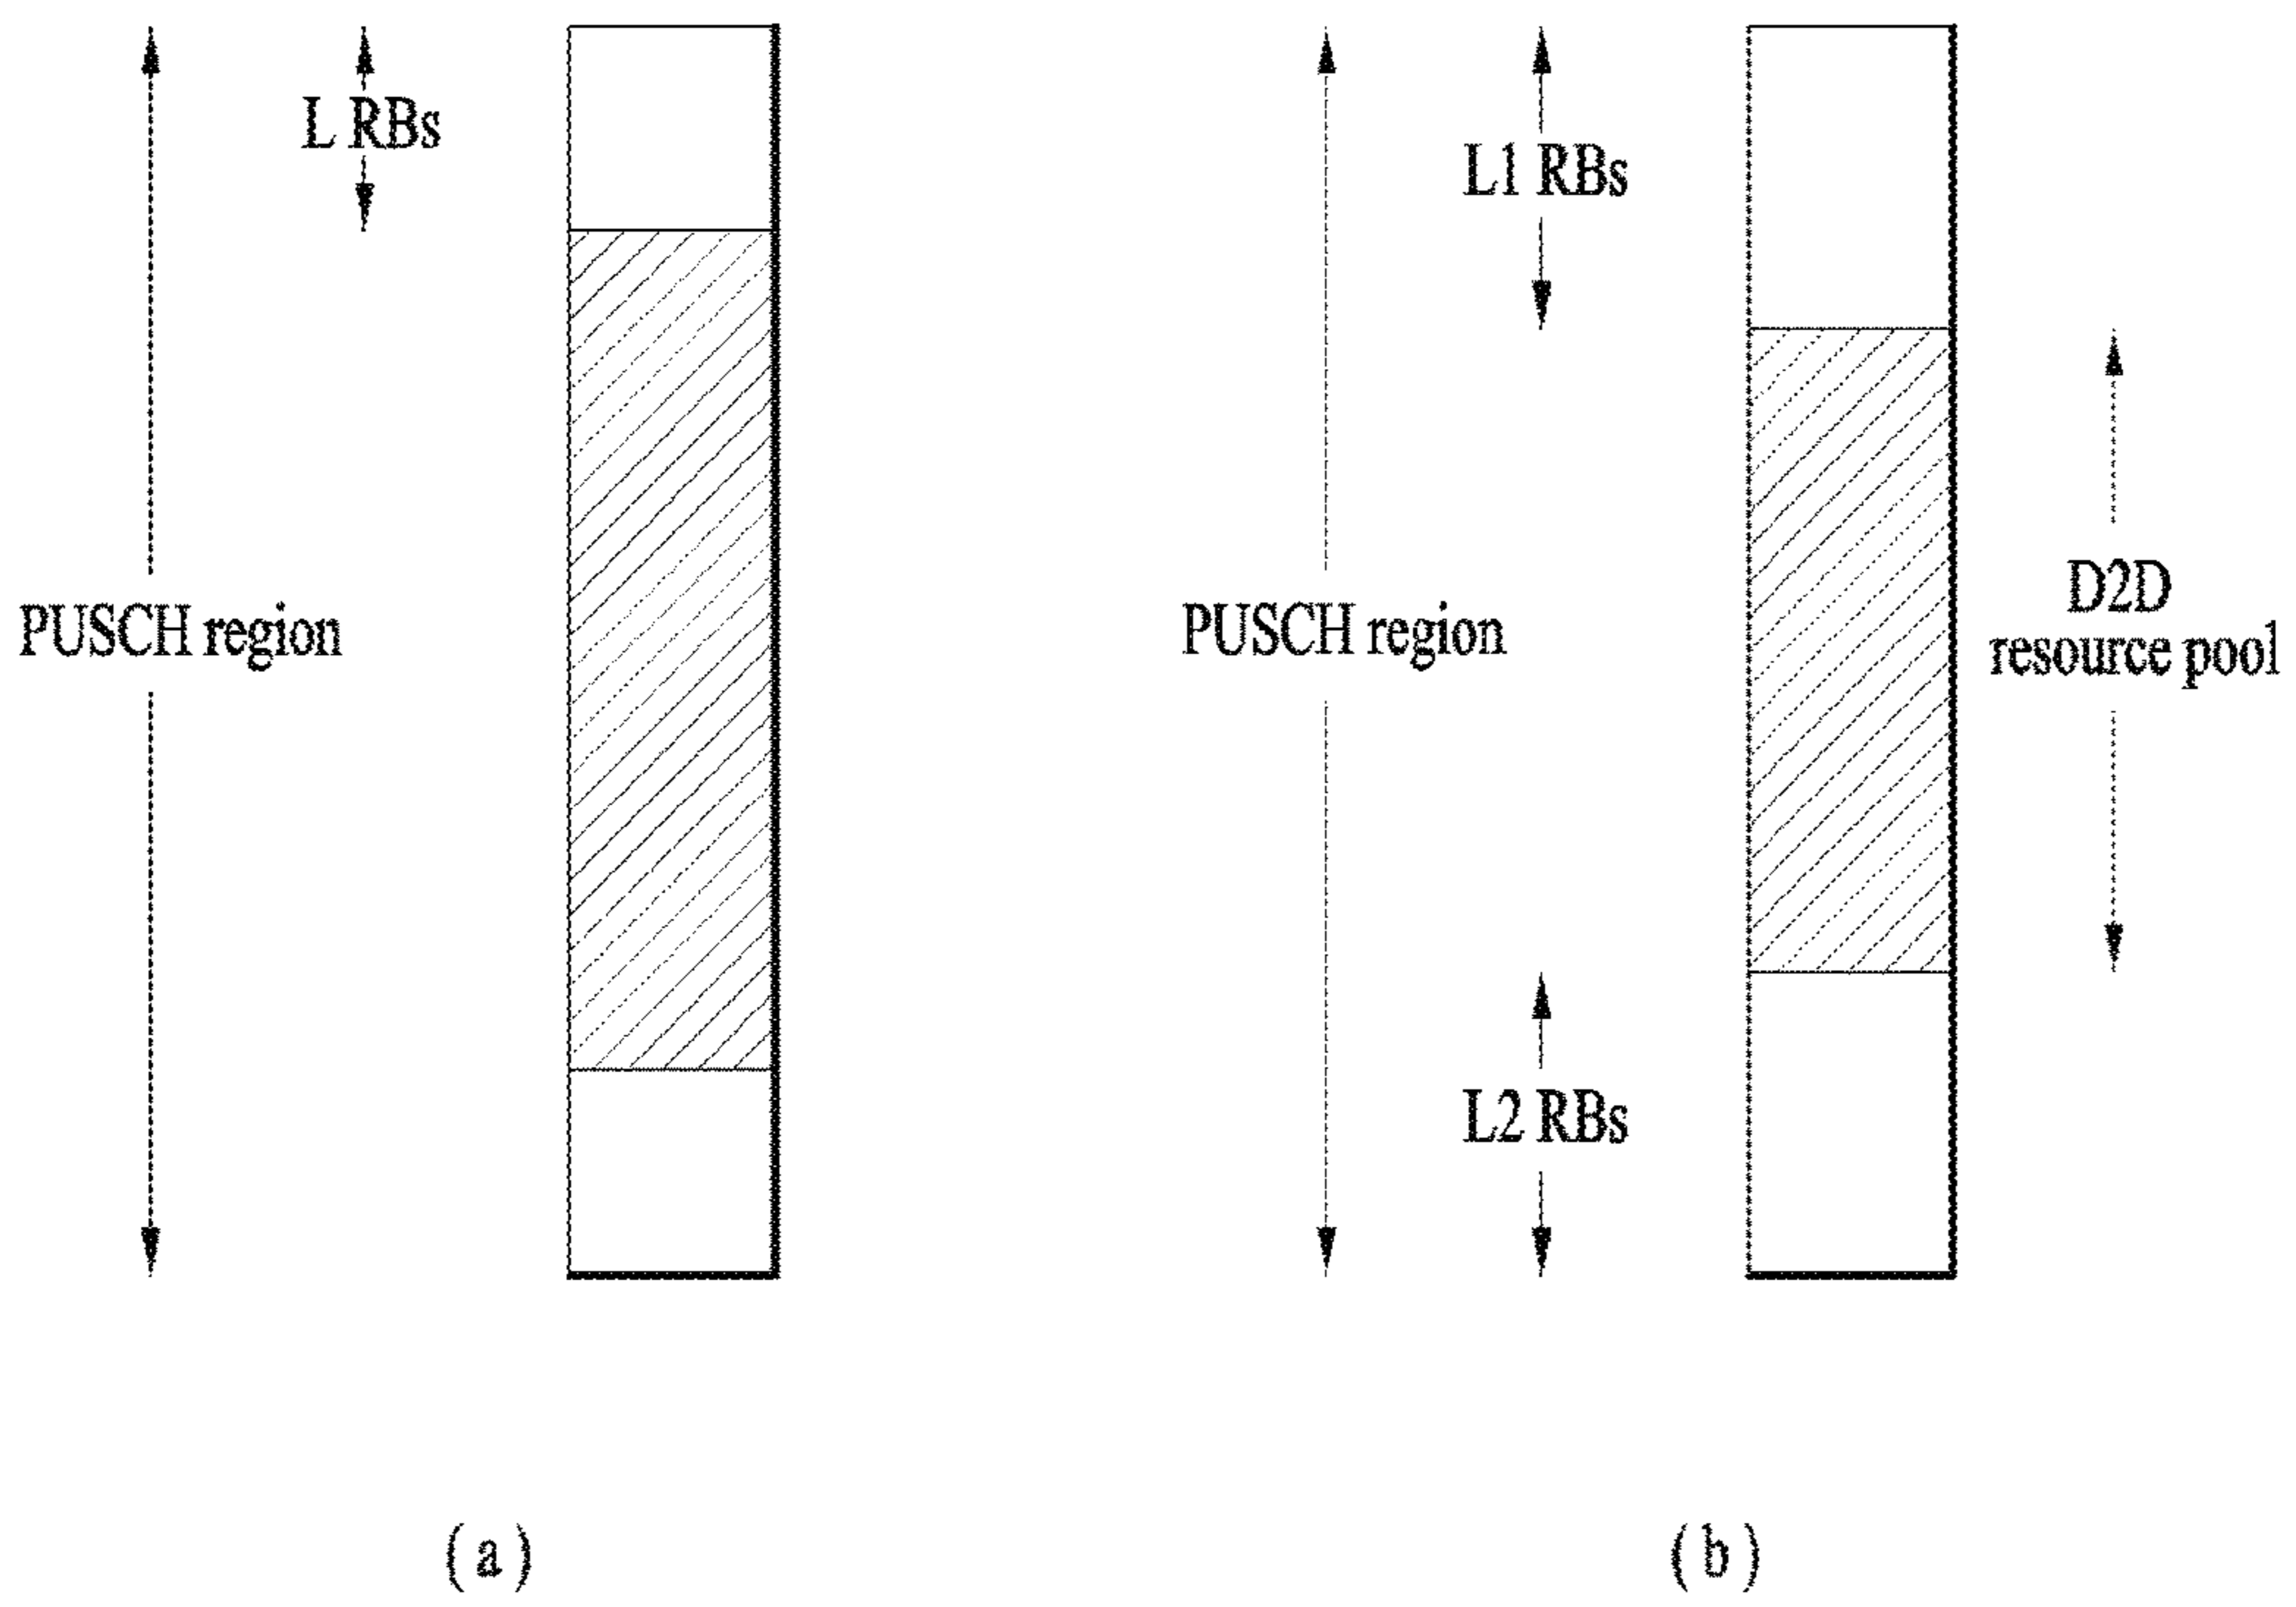 L RBs
PUSCH region
(a)
L1 RBs
PUSCH region
D2D
resource pool
L2 RBs
(b)